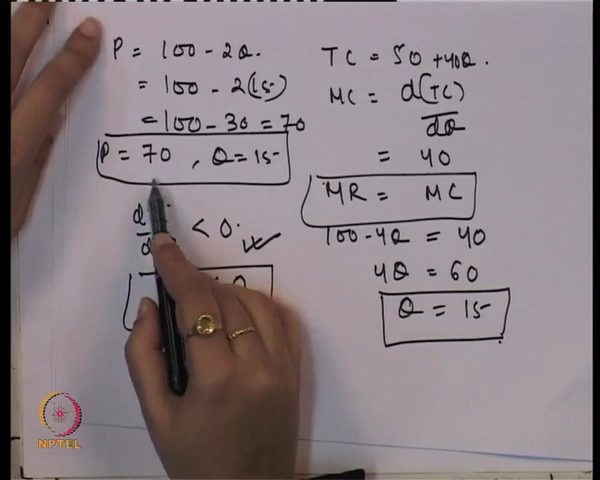 P = 100 - 2Q.
= 100 - 2(15)
= 100 - 30 = 70
P = 70 , Q = 15
< 0.
TC = 50 + 40Q.
MC = d(TC)
dQ
= 40
MR = MC
100 - 4Q = 40
4Q = 60
Q = 15
NPTEL